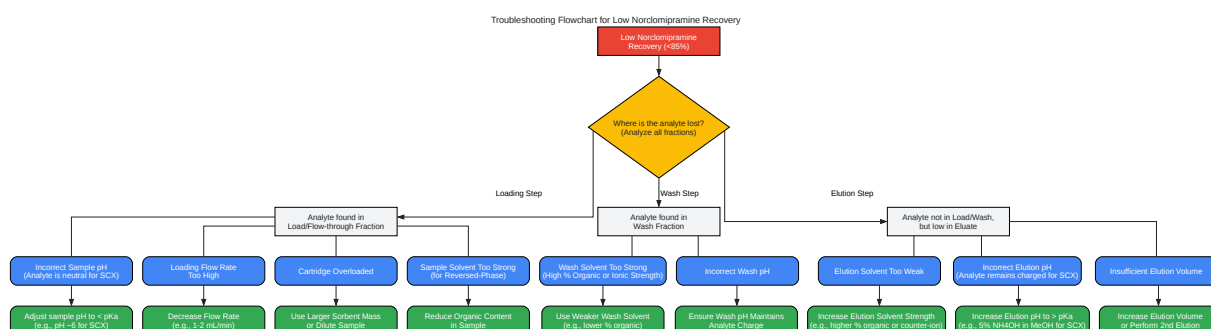 Troubleshooting Flowchart for Low Norclomipramine Recovery
Low Norclomipramine
Recovery (<85%)
Where is the analyte lost?
(Analyze all fractions)
Loading Step
Wash Step
Elution Step
Analyte found in
Load/Flow-through Fraction
Analyte found in
Wash Fraction
Analyte not in Load/Wash,
but low in Eluate
Incorrect Sample pH
(Analyte is neutral for SCX)
Loading Flow Rate
Too High
Cartridge Overloaded
Sample Solvent Too Strong
(for Reversed-Phase)
Wash Solvent Too Strong
(High % Organic or Ionic Strength)
Incorrect Wash pH
Elution Solvent Too Weak
Incorrect Elution pH
(Analyte remains charged for SCX)
Insufficient Elution Volume
Adjust sample pH to < pKa
(e.g., pH ~6 for SCX)
Decrease Flow Rate
(e.g., 1-2 mL/min)
Use Larger Sorbent Mass
or Dilute Sample
Reduce Organic Content
in Sample
Use Weaker Wash Solvent
(e.g., lower % organic)
Ensure Wash pH Maintains
Analyte Charge
Increase Elution Solvent Strength
(e.g., higher % organic or counter-ion)
Increase Elution pH to > pKa
(e.g., 5% NH4OH in MeOH for SCX)
Increase Elution Volume
or Perform 2nd Elution